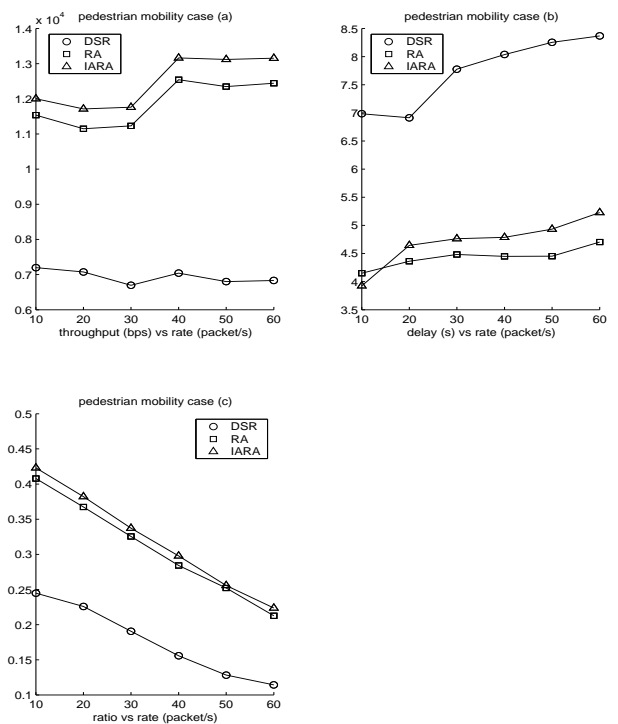 pedestrian mobility case (a)
x 10⁴
1.4
1.3
1.2
1.1
1
0.9
0.8
0.7
0.6
DSR
RA
IARA
10 20 30 40 50 60
throughput (bps) vs rate (packet/s)
pedestrian mobility case (b)
8.5
8
7.5
7
6.5
6
5.5
5
4.5
4
3.5
DSR
RA
IARA
10 20 30 40 50 60
delay (s) vs rate (packet/s)
pedestrian mobility case (c)
0.5
0.45
0.4
0.35
0.3
0.25
0.2
0.15
0.1
DSR
RA
IARA
10 20 30 40 50 60
ratio vs rate (packet/s)